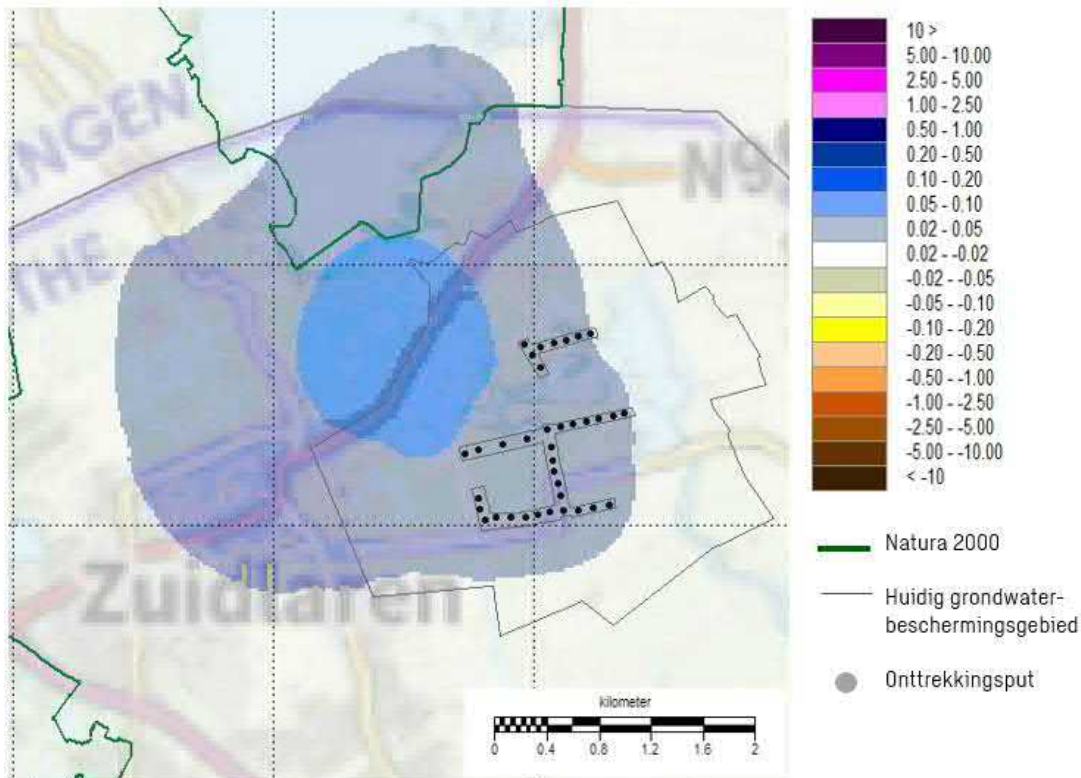 INGEN
THE
N9
Zuidlaren
kilometer
0 0.4 0.8 1.2 1.6 2
10 >
5.00 - 10.00
2.50 - 5.00
1.00 - 2.50
0.50 - 1.00
0.20 - 0.50
0.10 - 0.20
0.05 - 0.10
0.02 - 0.05
0.02 - -0.02
-0.02 - -0.05
-0.05 - -0.10
-0.10 - -0.20
-0.20 - -0.50
-0.50 - -1.00
-1.00 - -2.50
-2.50 - -5.00
-5.00 - -10.00
< -10
Natura 2000
Huidig grondwater-
beschermingsgebied
Onttrekkingsput